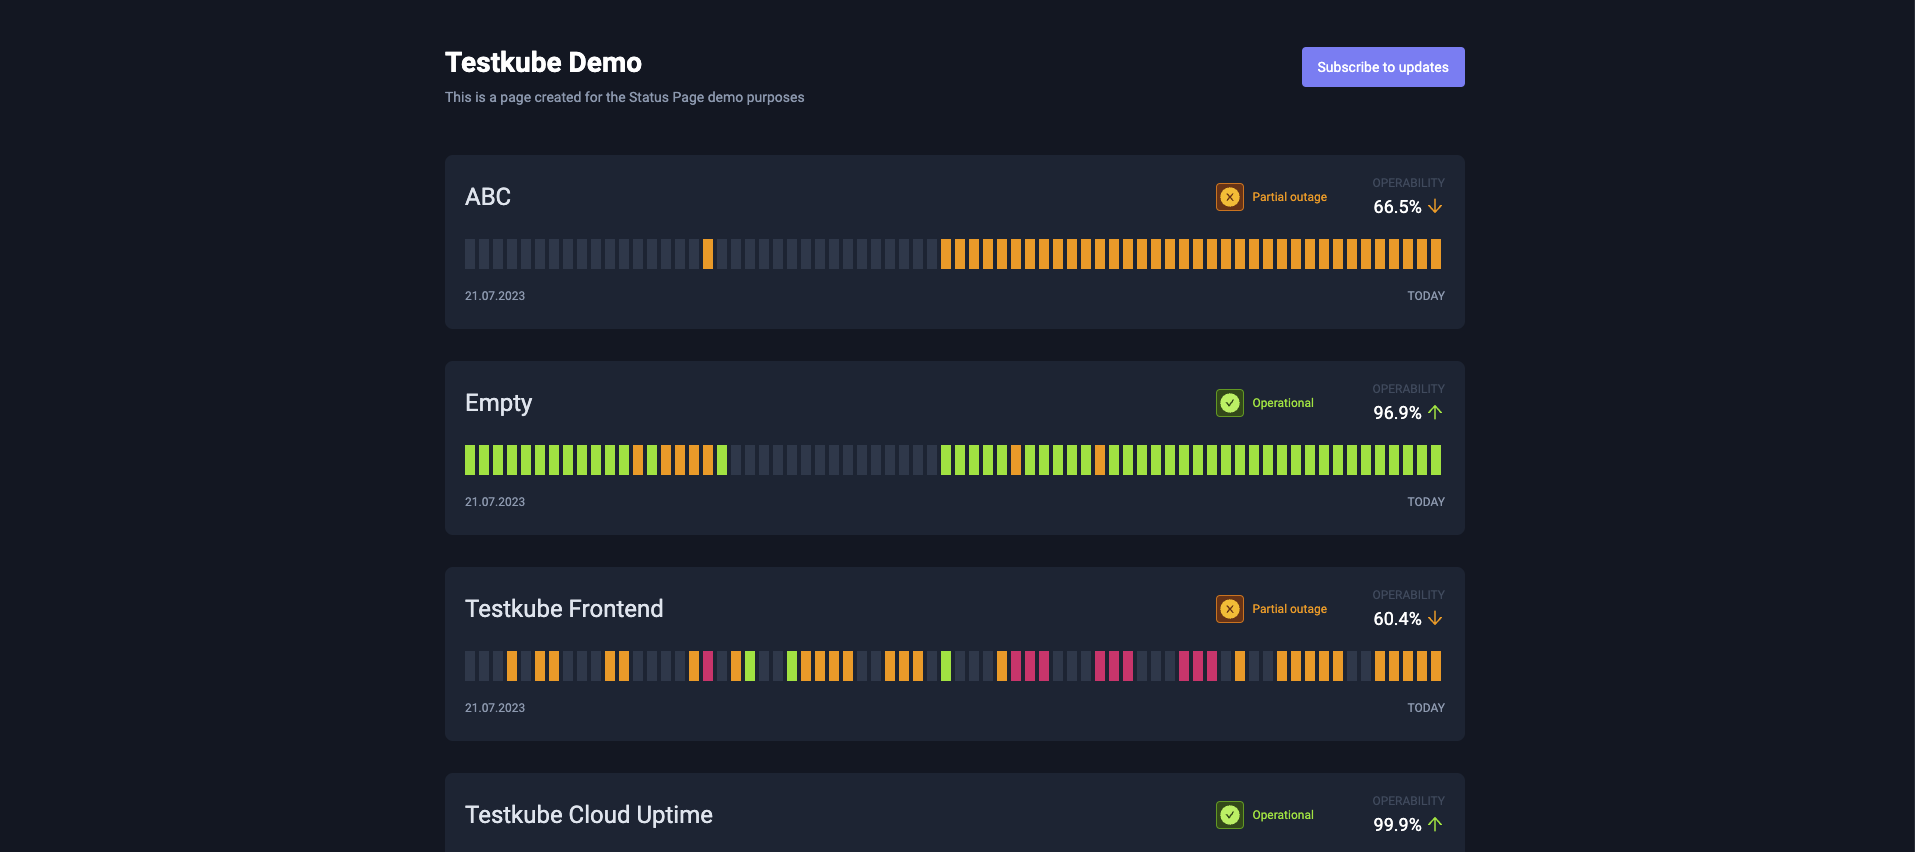 Testkube Demo
Subscribe to updates
This is a page created for the Status Page demo purposes
ABC
Partial outage
OPERABILITY
66.5%
21.07.2023
TODAY
Empty
Operational
OPERABILITY
96.9%
21.07.2023
TODAY
Testkube Frontend
Partial outage
OPERABILITY
60.4%
21.07.2023
TODAY
Testkube Cloud Uptime
Operational
OPERABILITY
99.9%